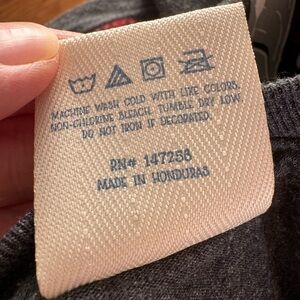 MACHINE WASH COLD WITH LIKE COLORS.
NON-CHLORINE BLEACH. TUMBLE DRY LOW.
DO NOT IRON IF DECORATED.
RN# 147258
MADE IN HONDURAS